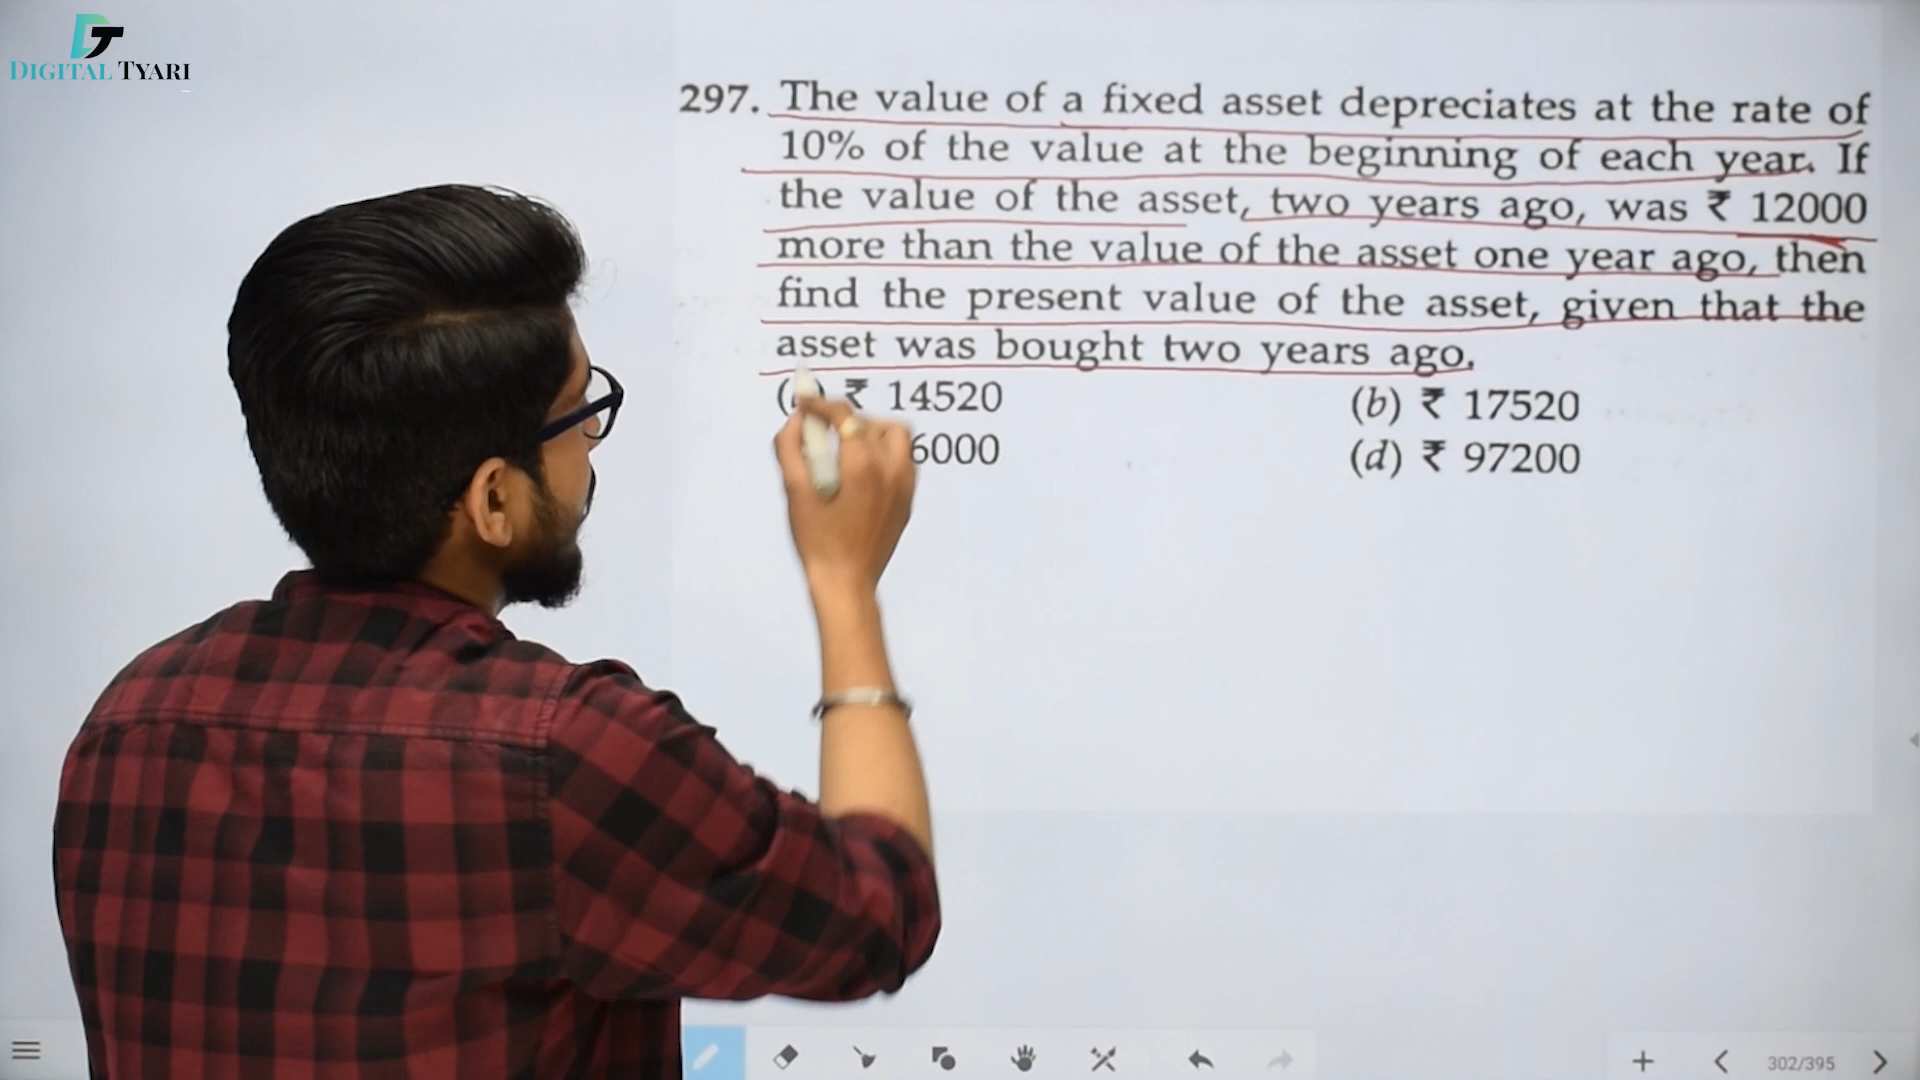 DT
DIGITAL TYARI
297. The value of a fixed asset depreciates at the rate of
10% of the value at the beginning of each year. If
the value of the asset, two years ago, was ₹ 12000
more than the value of the asset one year ago, then
find the present value of the asset, given that the
asset was bought two years ago.
₹ 14520 (b) ₹ 17520
6000 (d) ₹ 97200
302/395